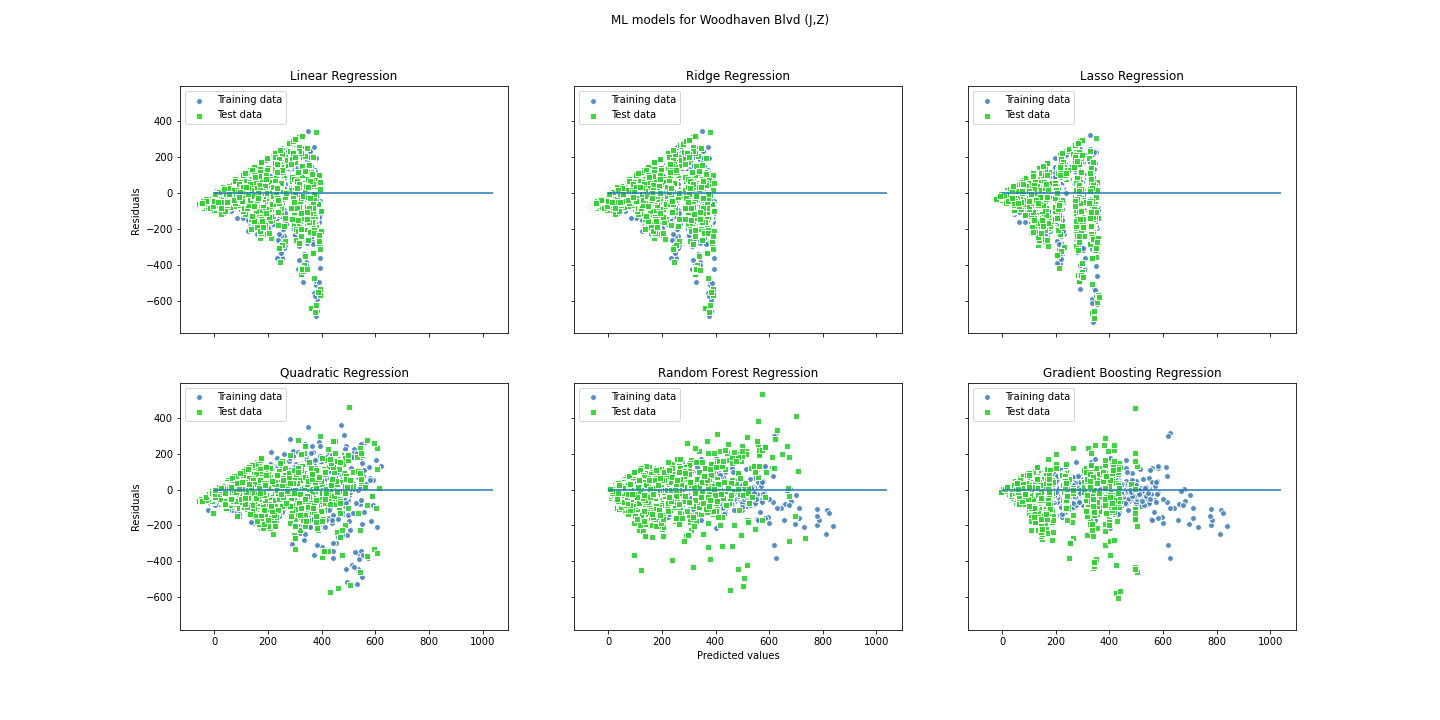 ML models for Woodhaven Blvd (J,Z)
Linear Regression
Training data
Test data
400
200
0
−200
−400
−600
Residuals
Ridge Regression
Training data
Test data
Lasso Regression
Training data
Test data
Quadratic Regression
Training data
Test data
400
200
0
−200
−400
−600
Residuals
0 200 400 600 800 1000
Random Forest Regression
Training data
Test data
0 200 400 600 800 1000
Predicted values
Gradient Boosting Regression
Training data
Test data
0 200 400 600 800 1000